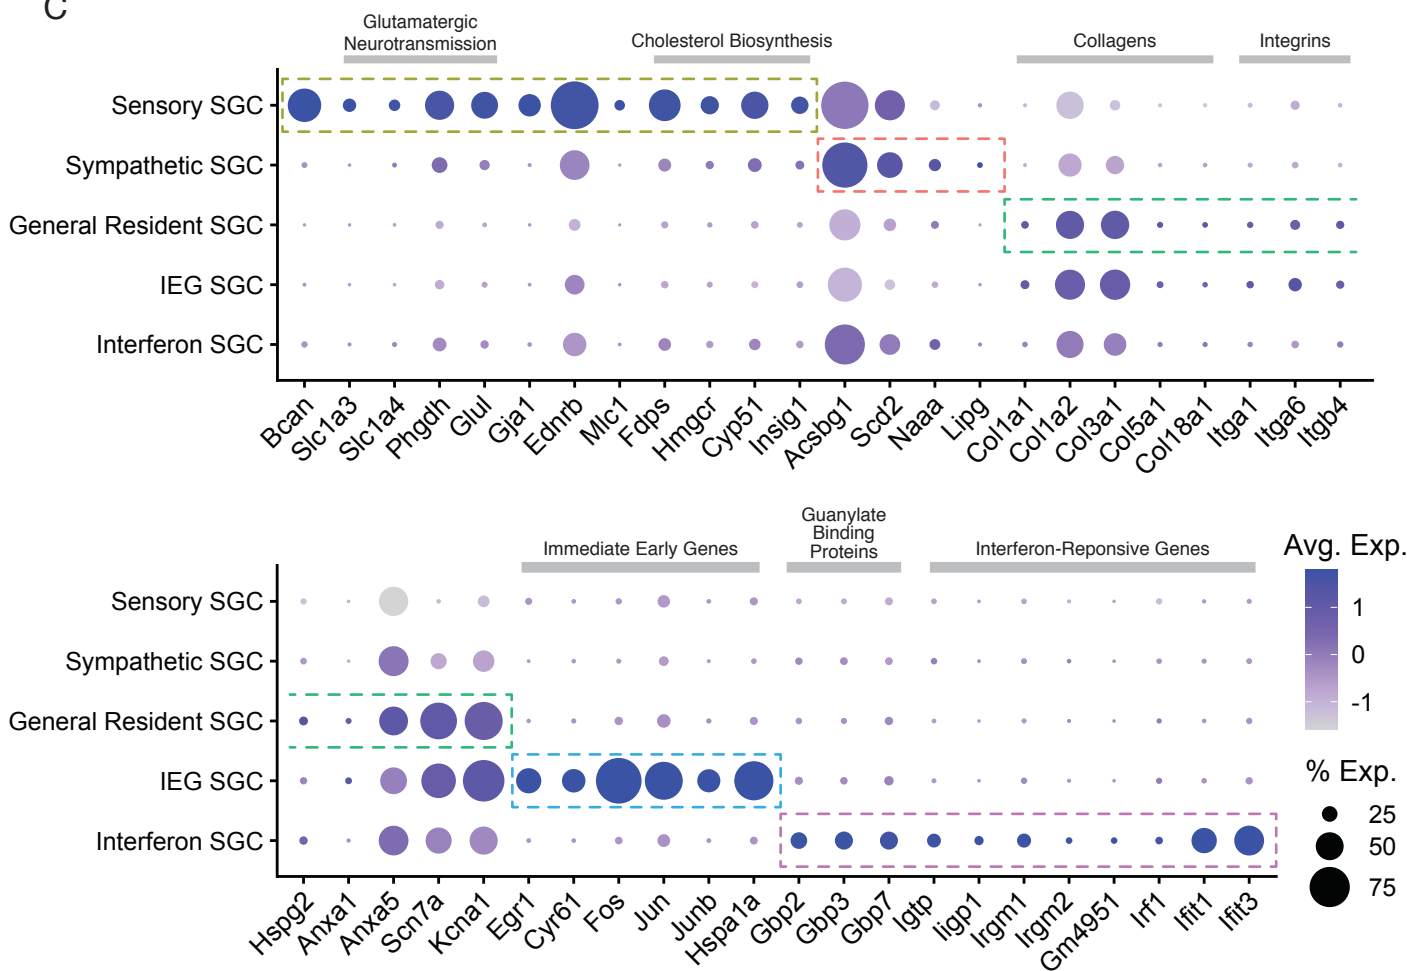 C
Glutamatergic
Neurotransmission
Cholesterol Biosynthesis
Collagens
Integrins
Sensory SGC
Sympathetic SGC
General Resident SGC
IEG SGC
Interferon SGC
Bcan
Slc1a3
Slc1a4
Phgdh
Glul
Gja1
Ednrb
Mlc1
Fdps
Hmgcr
Cyp51
Insig1
Acsbg1
Scd2
Naaa
Lipg
Col1a1
Col1a2
Col3a1
Col5a1
Col18a1
Itga1
Itga6
Itgb4
Immediate Early Genes
Guanylate
Binding
Proteins
Interferon-Reponsive Genes
Sensory SGC
Sympathetic SGC
General Resident SGC
IEG SGC
Interferon SGC
Hspg2
Anxa1
Anxa5
Scn7a
Kcna1
Egr1
Cyr61
Fos
Jun
Junb
Hspa1a
Gbp2
Gbp3
Gbp7
Igtp
Iigp1
Irgm1
Irgm2
Gm4951
Irf1
Ifit1
Ifit3
Avg. Exp.
1
0
-1
% Exp.
25
50
75